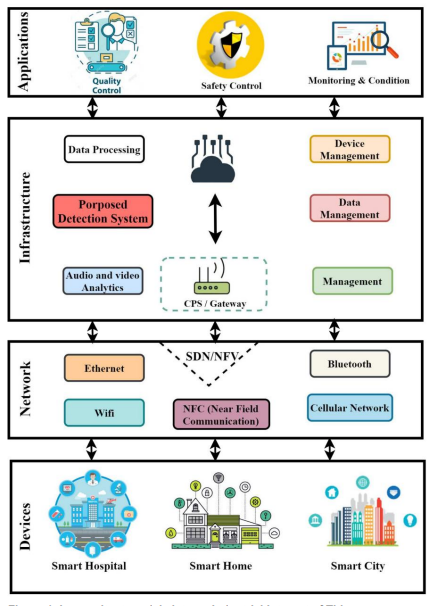 Applications
Quality
Control
Safety Control
Monitoring & Condition
Infrastructure
Data Processing
Device
Management
Porposed
Detection System
Data
Management
Audio and video
Analytics
CPS / Gateway
Management
Network
SDN/NFV
Ethernet
Bluetooth
Wifi
NFC (Near Field
Communication)
Cellular Network
Devices
Smart Hospital
Smart Home
Smart City